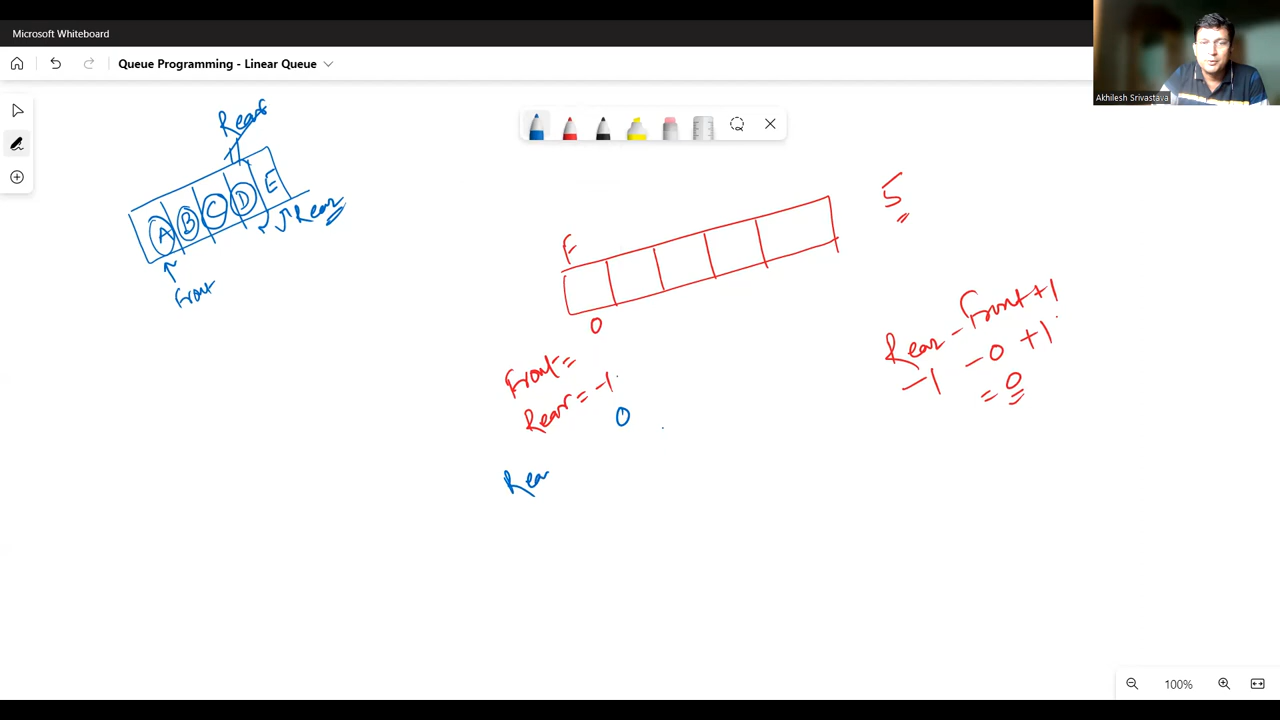 Microsoft Whiteboard
Queue Programming - Linear Queue
Akhilesh Srivastava
Rear
A B C D E
Rear
Front
5
F
0
Front =
Rear = -1
0
Rear
Rear - Front + 1
-1 - 0 + 1
= 0
100%